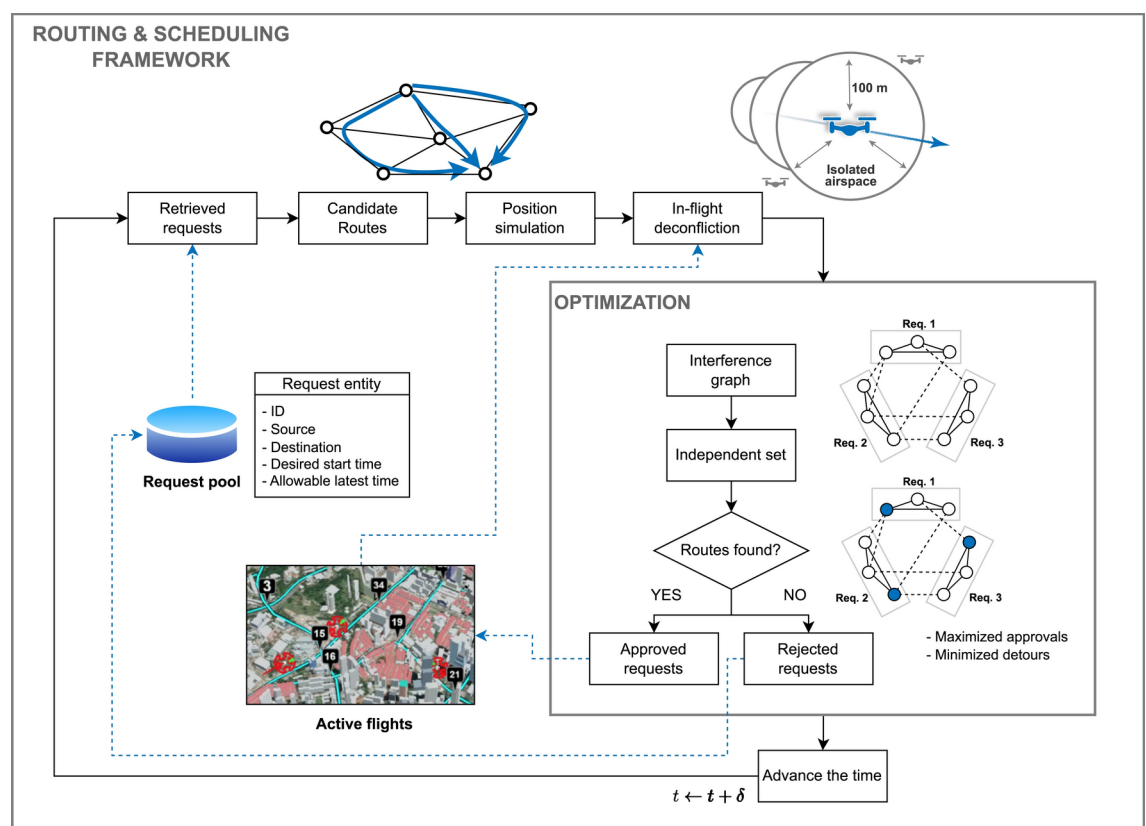 ROUTING & SCHEDULING
FRAMEWORK
100 m
Isolated
airspace
Retrieved
requests
Candidate
Routes
Position
simulation
In-flight
deconfliction
OPTIMIZATION
Interference
graph
Req. 1
Req. 2
Req. 3
Request entity
- ID
- Source
- Destination
- Desired start time
- Allowable latest time
Request pool
Independent set
Routes found?
YES
NO
Req. 1
Req. 2
Req. 3
Approved
requests
Rejected
requests
- Maximized approvals
- Minimized detours
3
34
15
19
16
21
Active flights
Advance the time
t ← t + δ